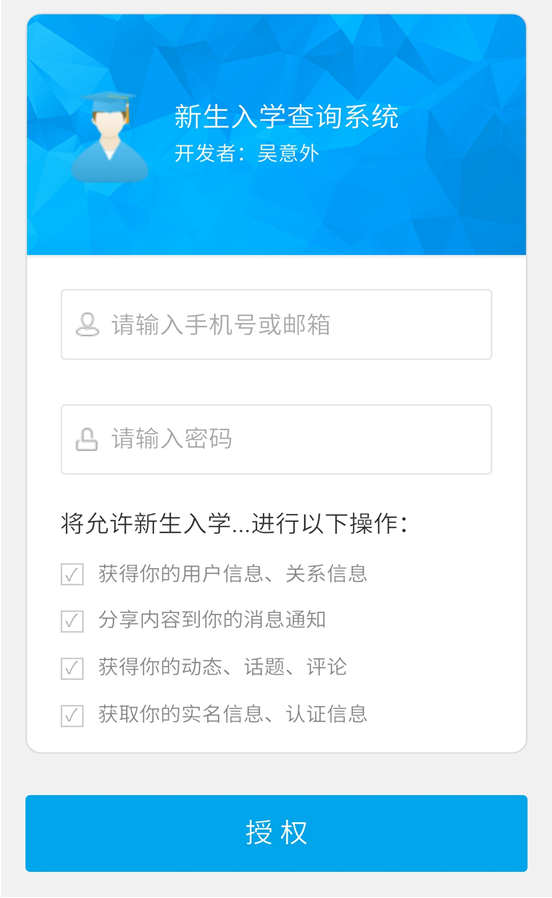 新生入学查询系统
开发者：吴意外
请输入手机号或邮箱
请输入密码
将允许新生入学...进行以下操作：
获得你的用户信息、关系信息
分享内容到你的消息通知
获得你的动态、话题、评论
获取你的实名信息、认证信息
授权